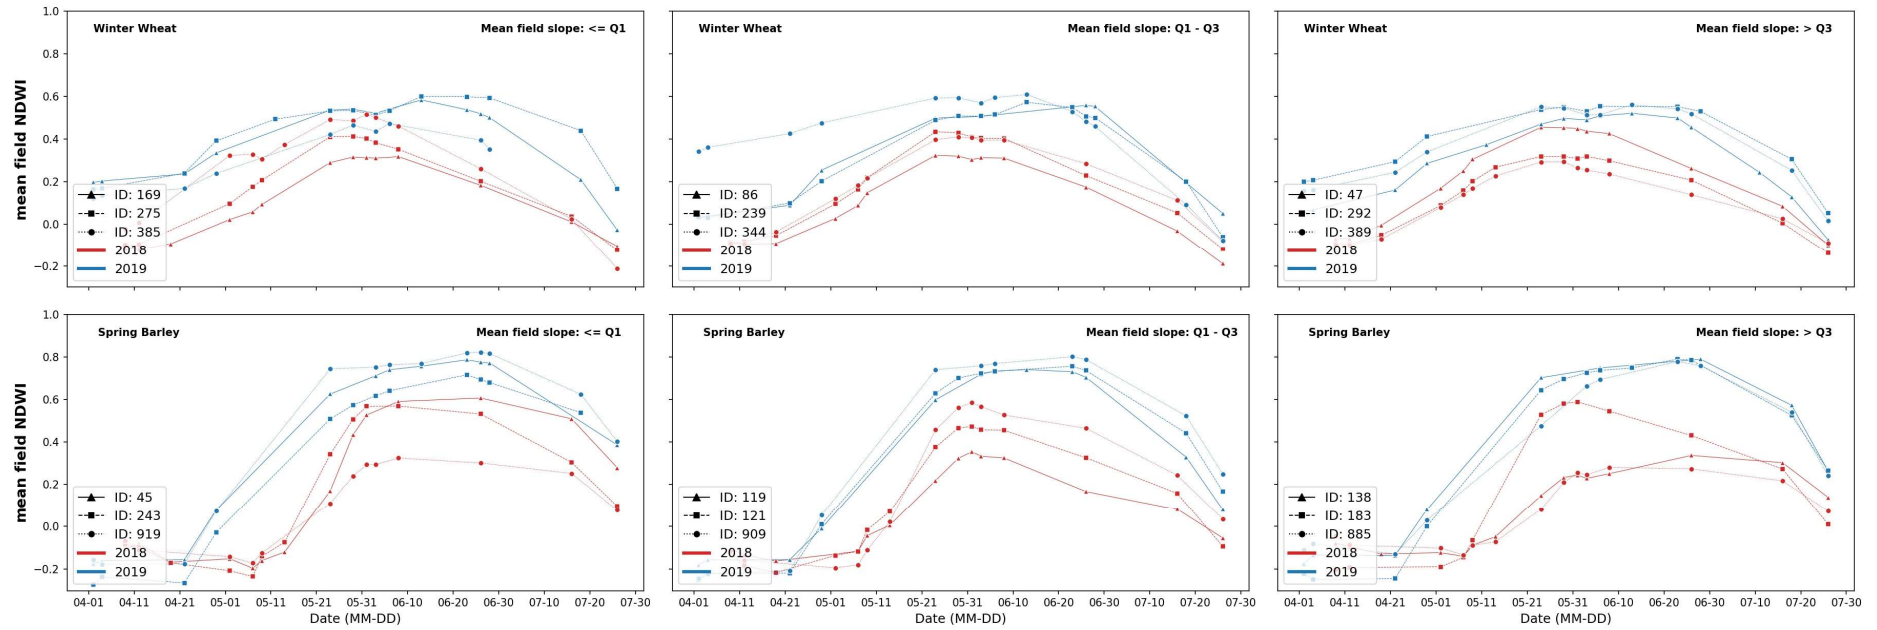 Winter Wheat Mean field slope: <= Q1
Winter Wheat Mean field slope: Q1 - Q3
Winter Wheat Mean field slope: > Q3
mean field NDWI
1.0
0.8
0.6
0.4
0.2
0.0
−0.2
ID: 169
ID: 275
ID: 385
2018
2019
ID: 86
ID: 239
ID: 344
2018
2019
ID: 47
ID: 292
ID: 389
2018
2019
Spring Barley Mean field slope: <= Q1
Spring Barley Mean field slope: Q1 - Q3
Spring Barley Mean field slope: > Q3
mean field NDWI
1.0
0.8
0.6
0.4
0.2
0.0
−0.2
ID: 45
ID: 243
ID: 919
2018
2019
ID: 119
ID: 121
ID: 909
2018
2019
ID: 138
ID: 183
ID: 885
2018
2019
04-01 04-11 04-21 05-01 05-11 05-21 05-31 06-10 06-20 06-30 07-10 07-20 07-30
04-01 04-11 04-21 05-01 05-11 05-21 05-31 06-10 06-20 06-30 07-10 07-20 07-30
04-01 04-11 04-21 05-01 05-11 05-21 05-31 06-10 06-20 06-30 07-10 07-20 07-30
Date (MM-DD)
Date (MM-DD)
Date (MM-DD)